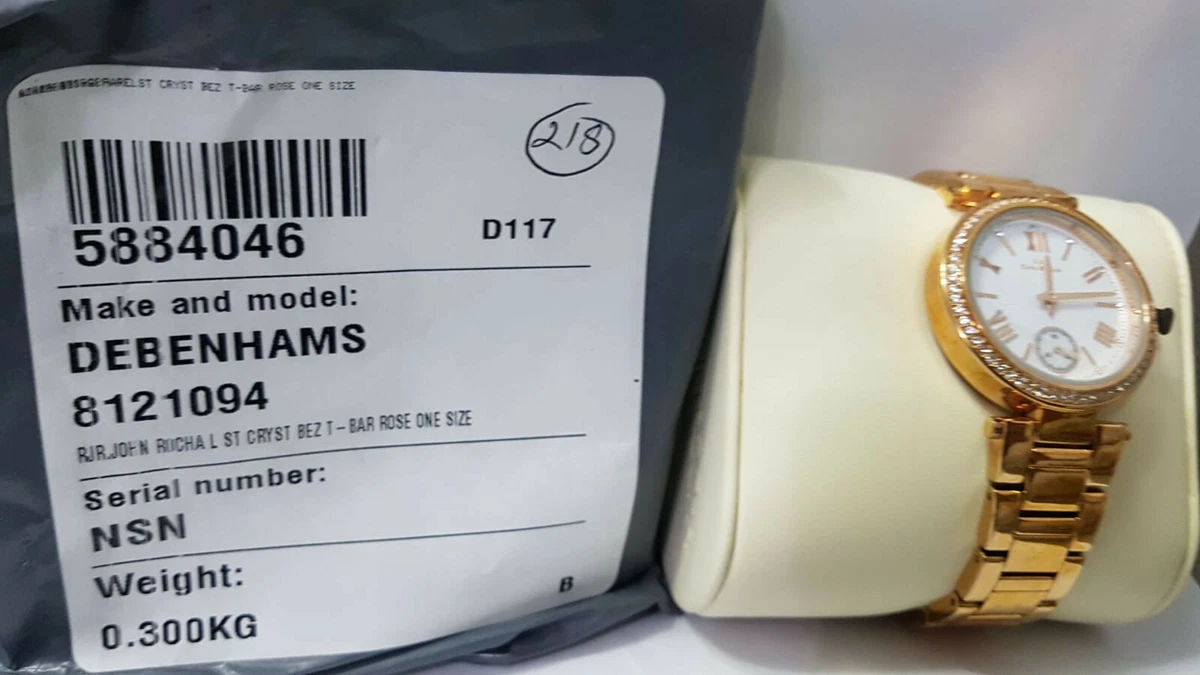 ST CRYST BEZ T-BAR ROSE ONE SIZE
218
5884046
D117
Make and model:
DEBENHAMS
8121094
RJR.JOHN ROCHA L ST CRYST BEZ T-BAR ROSE ONE SIZE
Serial number:
NSN
Weight:
B
0.300KG